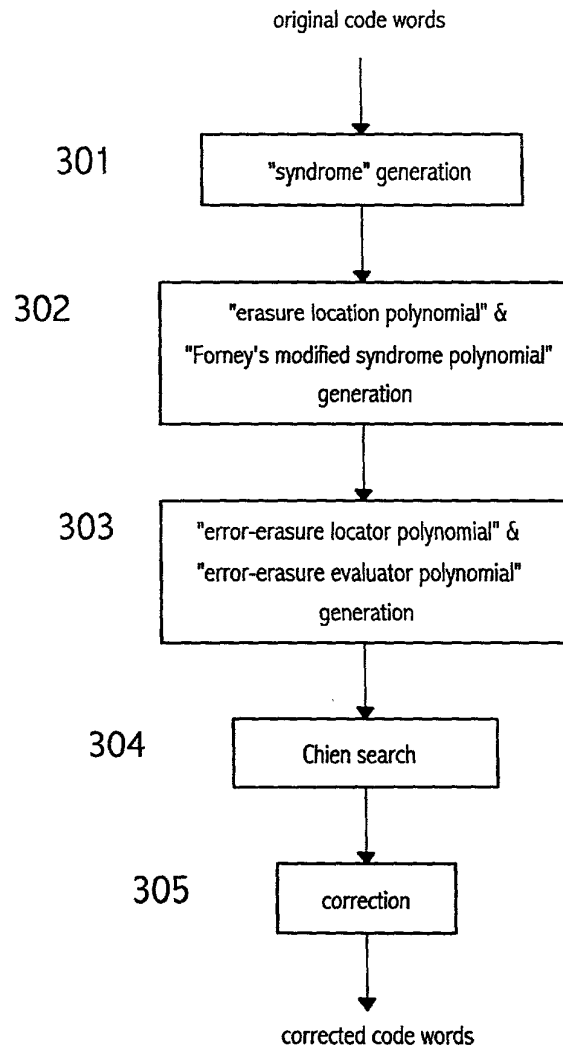 original code words
301
"syndrome" generation
302
"erasure location polynomial" &
"Forney's modified syndrome polynomial"
generation
303
"error-erasure locator polynomial" &
"error-erasure evaluator polynomial"
generation
304
Chien search
305
correction
corrected code words